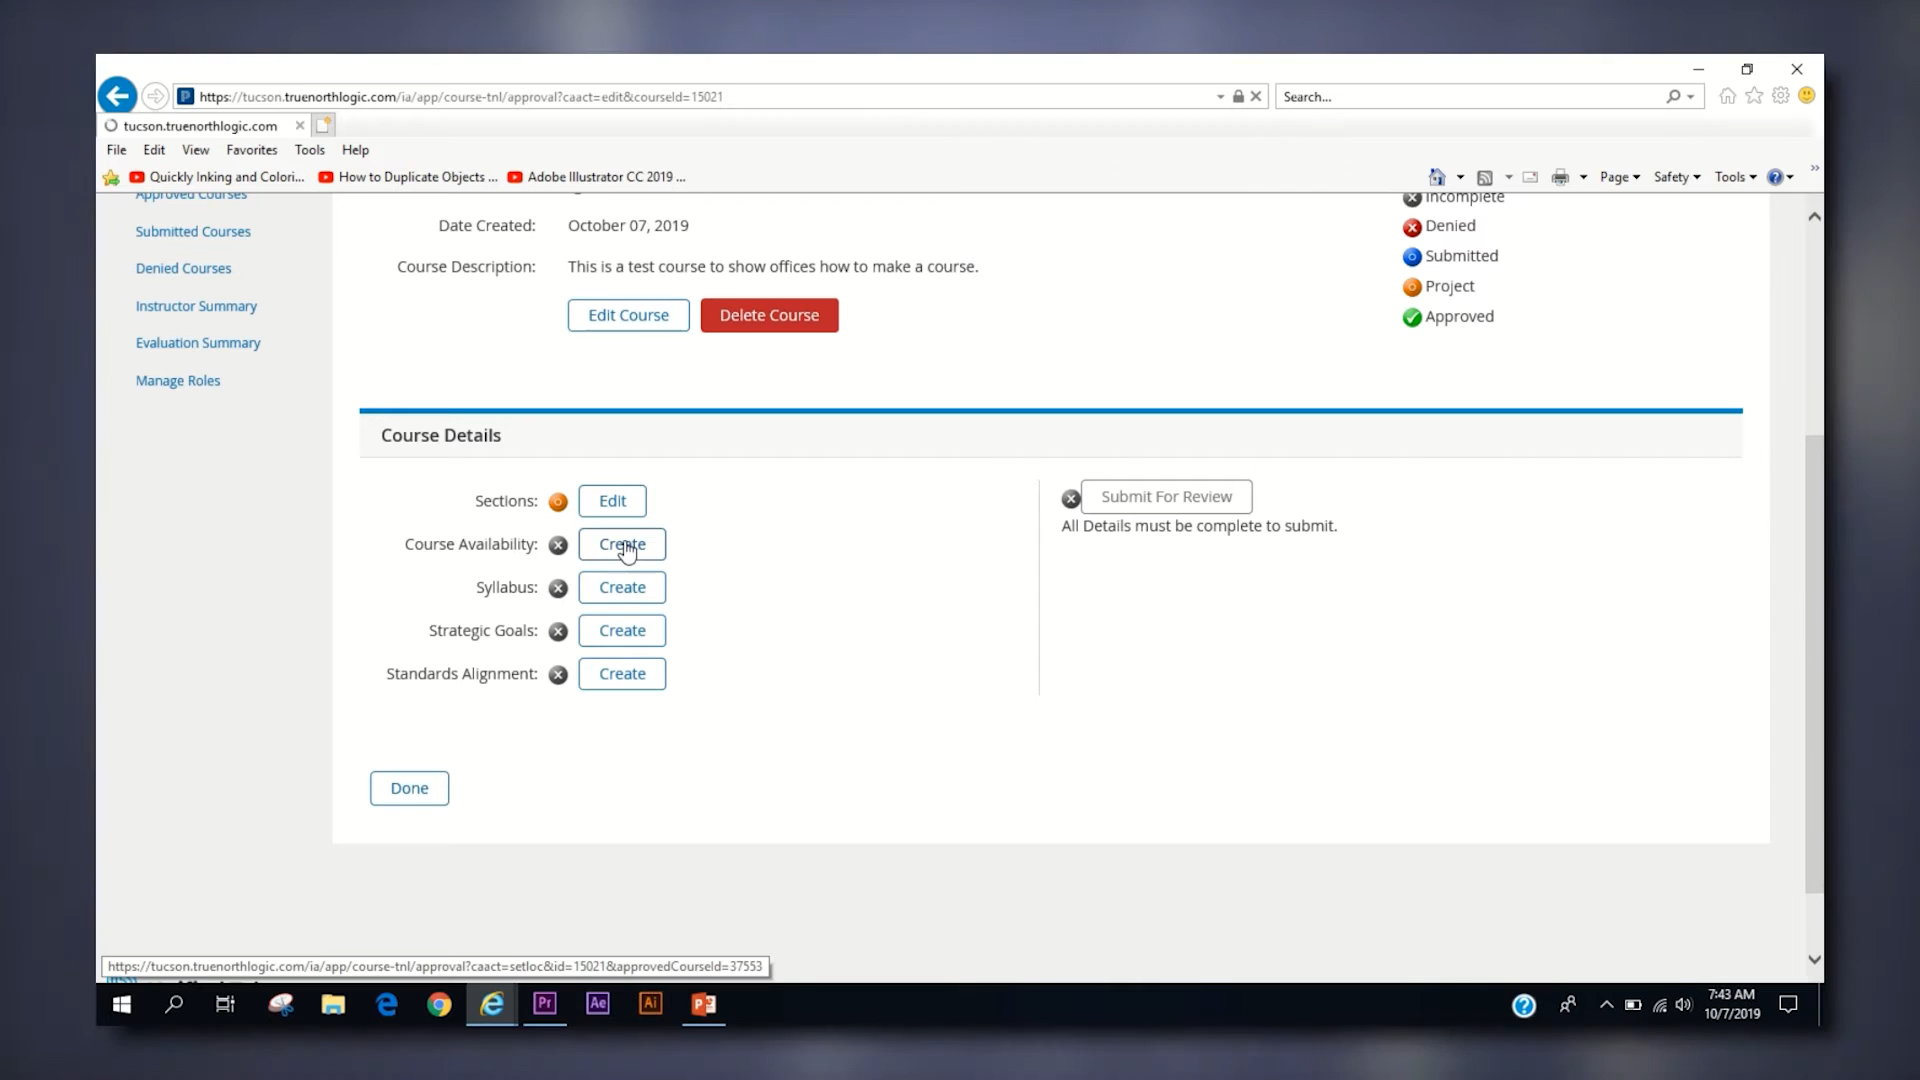 https://tucson.truenorthlogic.com/ia/app/course-tnl/approval?caact=edit&courseId=15021
Search...
tucson.truenorthlogic.com
File Edit View Favorites Tools Help
Quickly Inking and Colori... How to Duplicate Objects ... Adobe Illustrator CC 2019 ...
Page Safety Tools
Approved Courses
Submitted Courses
Denied Courses
Instructor Summary
Evaluation Summary
Manage Roles
Date Created: October 07, 2019
Course Description: This is a test course to show offices how to make a course.
Edit Course Delete Course
Incomplete
Denied
Submitted
Project
Approved
Course Details
Sections: Edit
Course Availability: Create
Syllabus: Create
Strategic Goals: Create
Standards Alignment: Create
Submit For Review
All Details must be complete to submit.
Done
https://tucson.truenorthlogic.com/ia/app/course-tnl/approval?caact=setloc&id=15021&approvedCourseId=37553
Pr
Ae
Ai
7:43 AM
10/7/2019